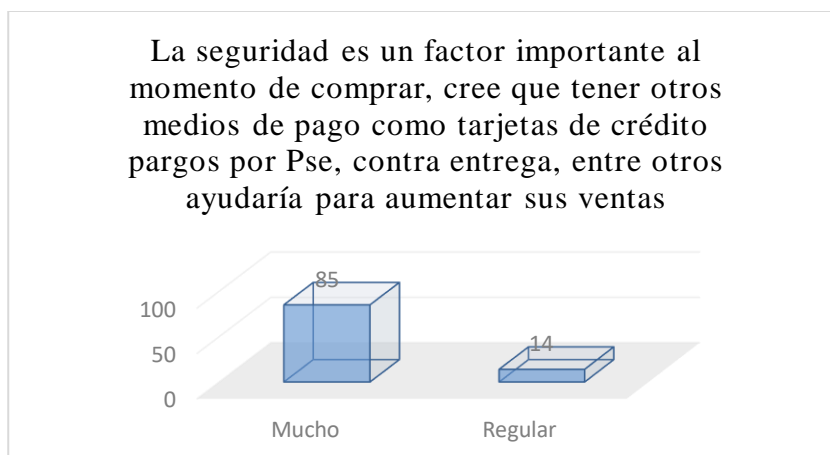 La seguridad es un factor importante al
momento de comprar, cree que tener otros
medios de pago como tarjetas de crédito
pargos por Pse, contra entrega, entre otros
ayudaría para aumentar sus ventas
85
14
100
50
0
Mucho Regular